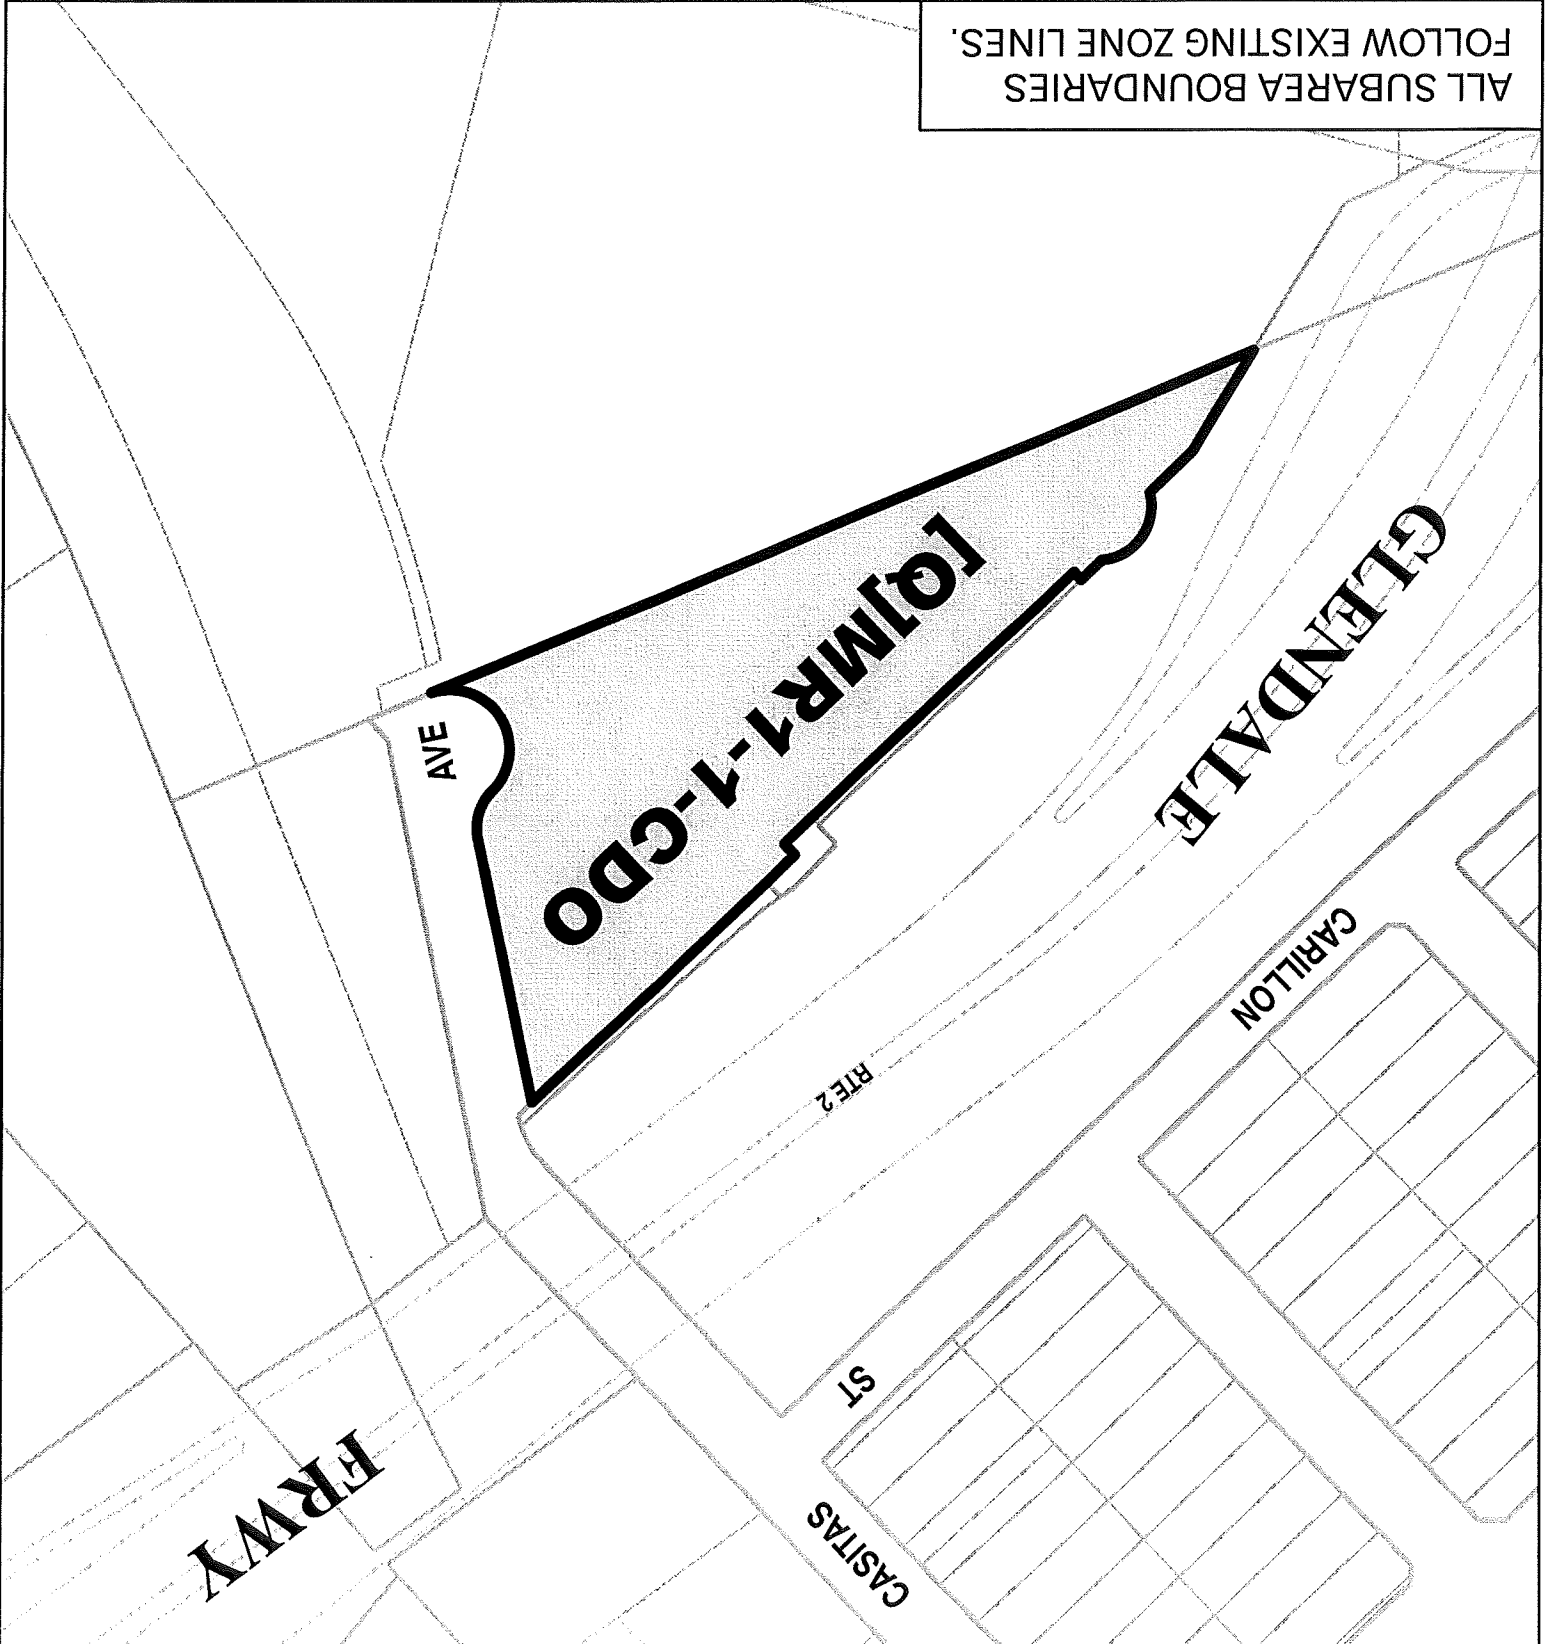 CASITAS
AVE
FRWY
CARILLON
ST
RTE 2
GLENDALE
[Q]MR1-1-CDO
ALL SUBAREA BOUNDARIES
FOLLOW EXISTING ZONE LINES.